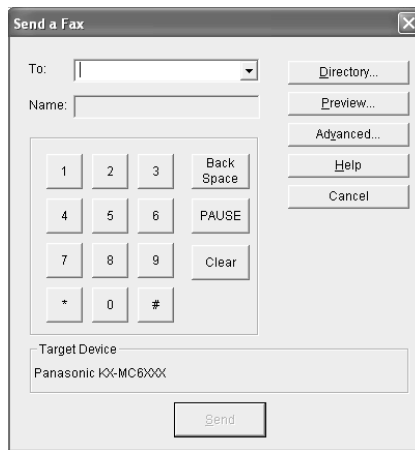 Send a Fax
To:
Name:
Directory...
Preview...
Advanced...
Help
Cancel
1 2 3 Back Space
4 5 6 PAUSE
7 8 9 Clear
* 0 #
Target Device
Panasonic KX-MC6XXX
Send